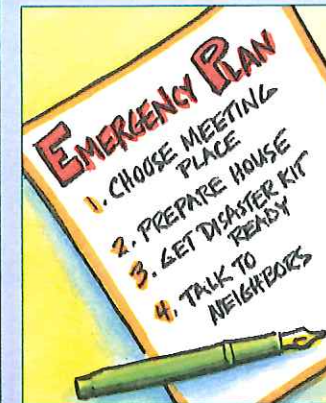 EMERGENCY PLAN
1. CHOOSE MEETING
PLACE
2. PREPARE HOUSE
3. GET DISASTER KIT
READY
4. TALK TO
NEIGHBORS